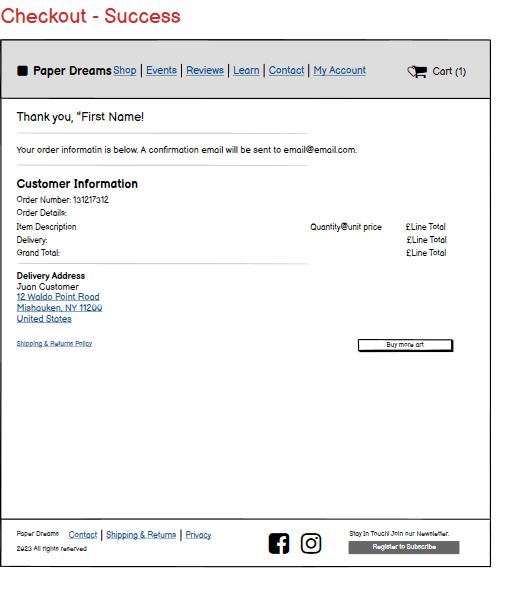 Checkout - Success
Paper Dreams Shop | Events | Reviews | Learn | Contact | My Account Cart (1)
Thank you, "First Name!
Your order informatin is below. A confirmation email will be sent to email@email.com.
Customer Information
Order Number: 131217312
Order Details:
Item Description Quantity@unit price £Line Total
Delivery: £Line Total
Grand Total: £Line Total
Delivery Address
Juan Customer
12 Waldo Point Road
Mishauken, NY 11200
United States
Shipping & Returns Policy Buy more art
Paper Dreams Contact | Shipping & Returns | Privacy Stay In Touch! Join our Newsletter.
2023 All rights reserved Register to Subscribe